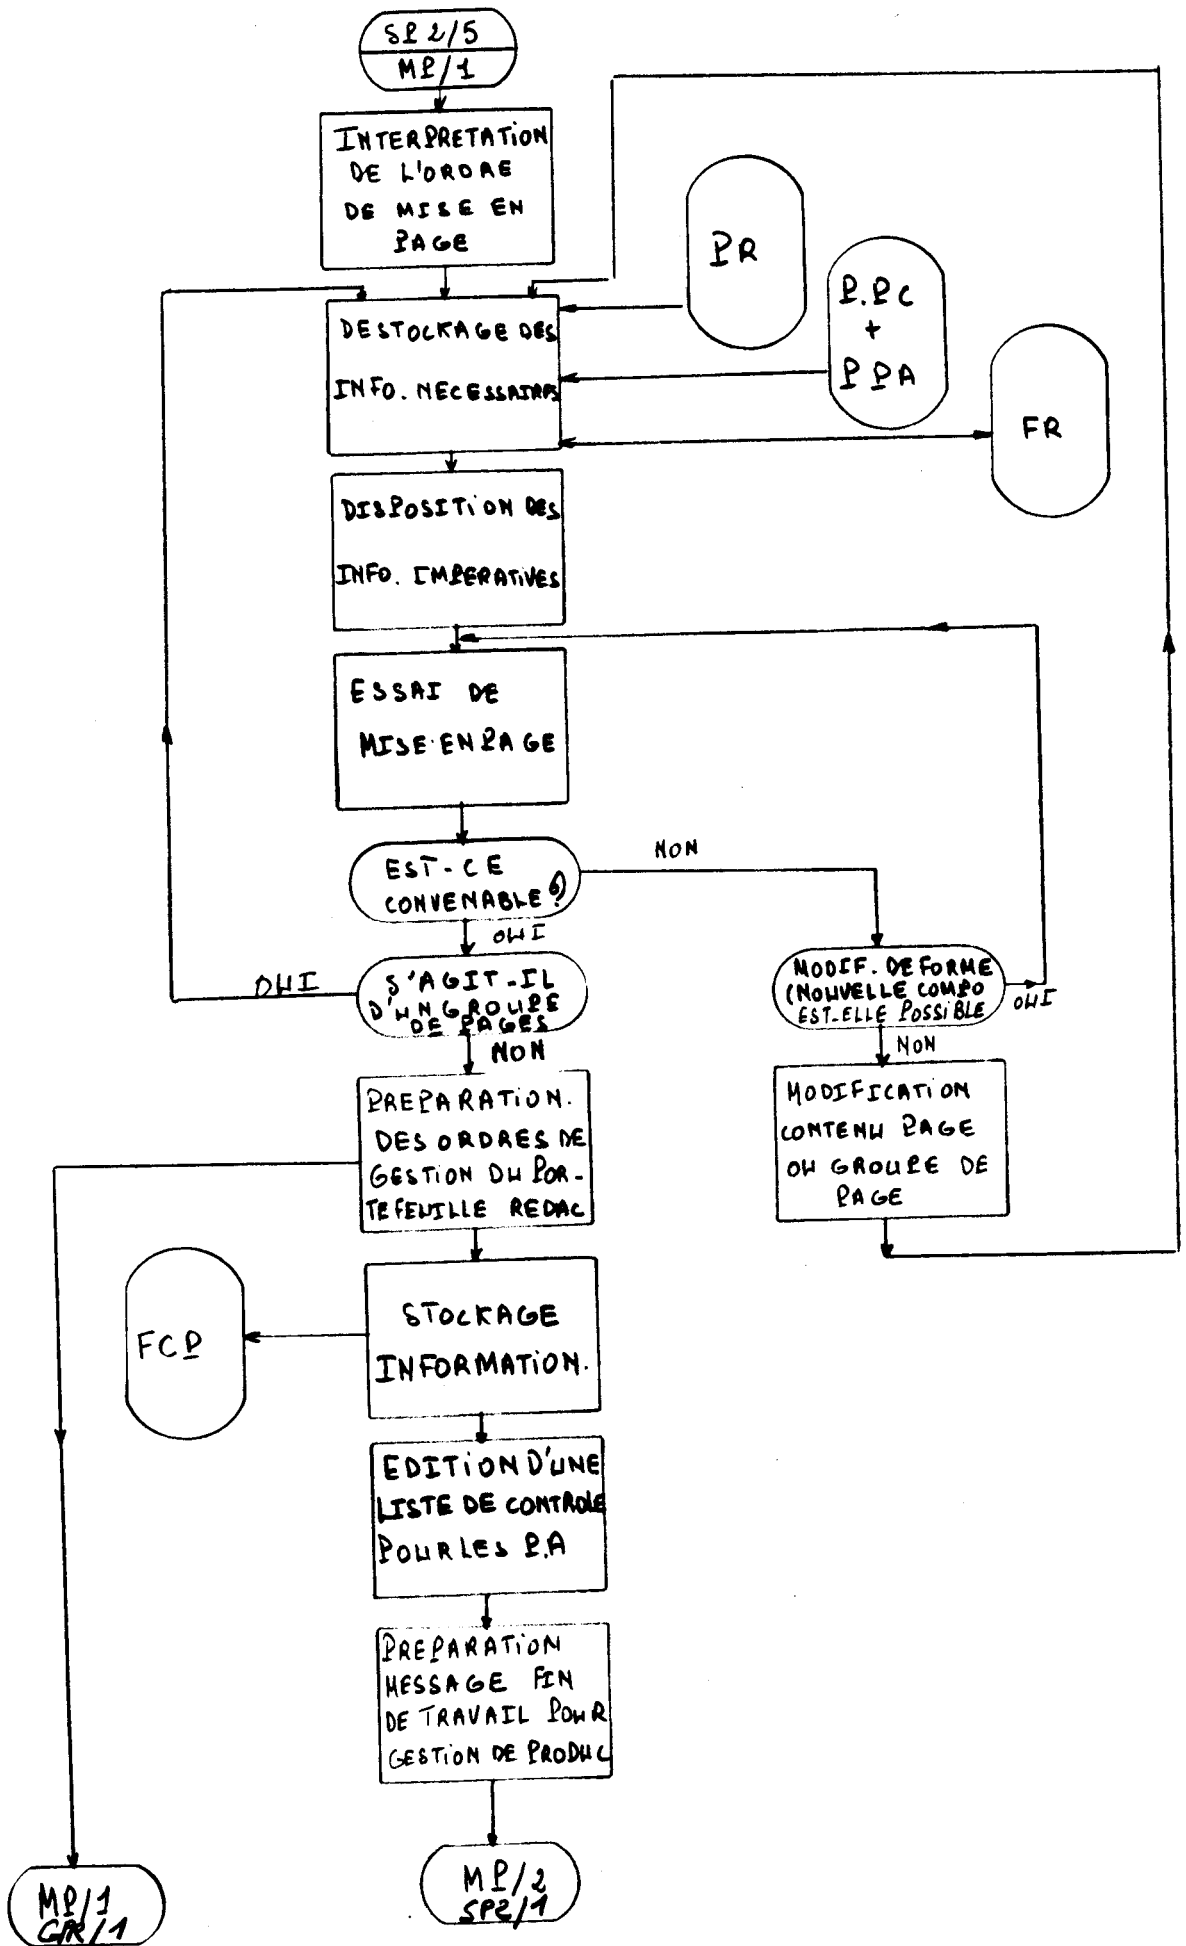 SP 2/5
MP/1
INTERPRETATION
DE L'ORDRE
DE MISE EN
PAGE
PR
P.PC
+
PPA
DESTOCKAGE DES
INFO. NECESSAIRES
FR
DISPOSITION DES
INFO. IMPERATIVES
ESSAI DE
MISE EN PAGE
EST-CE
CONVENABLE ?
NON
OUI
S'AGIT-IL
D'UN GROUPE
DE PAGES
OUI
NON
MODIF. DE FORME
(NOUVELLE COMPO
EST-ELLE POSSIBLE
OUI
NON
PREPARATION.
DES ORDRES DE
GESTION DU POR-
TEFEUILLE REDAC
MODIFICATION
CONTENU PAGE
OU GROUPE DE
PAGE
FCP
STOCKAGE
INFORMATION.
EDITION D'UNE
LISTE DE CONTROLE
POUR LES P.A
PREPARATION
MESSAGE FIN
DE TRAVAIL POUR
GESTION DE PRODUC
MP/1
GPR/1
MP/2
SP2/1